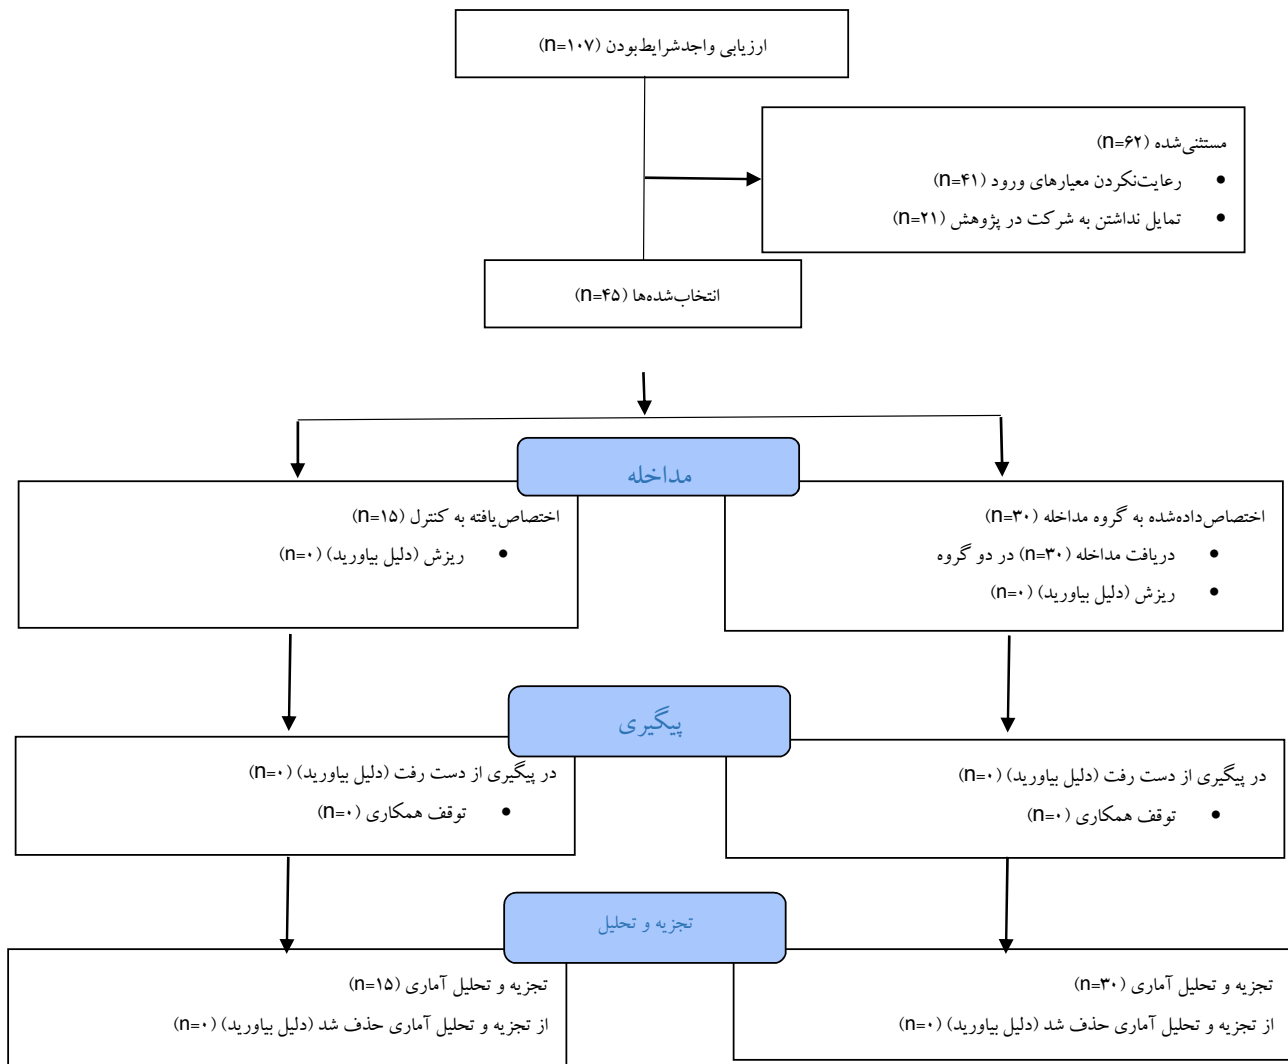 ارزیابی واجدشرایط‌بودن (n=۱۰۷)
مستثنی‌شده (n=۶۲)
• رعایت‌نکردن معیارهای ورود (n=۴۱)
• تمایل نداشتن به شرکت در پژوهش (n=۲۱)
انتخاب‌شده‌ها (n=۴۵)
مداخله
اختصاص‌داده‌شده به گروه مداخله (n=۳۰)
• دریافت مداخله (n=۳۰) در دو گروه
• ریزش (دلیل بیاورید) (n=۰)
اختصاص‌یافته به کنترل (n=۱۵)
• ریزش (دلیل بیاورید) (n=۰)
پیگیری
در پیگیری از دست رفت (دلیل بیاورید) (n=۰)
• توقف همکاری (n=۰)
در پیگیری از دست رفت (دلیل بیاورید) (n=۰)
• توقف همکاری (n=۰)
تجزیه و تحلیل
تجزیه و تحلیل آماری (n=۳۰)
از تجزیه و تحلیل آماری حذف شد (دلیل بیاورید) (n=۰)
تجزیه و تحلیل آماری (n=۱۵)
از تجزیه و تحلیل آماری حذف شد (دلیل بیاورید) (n=۰)